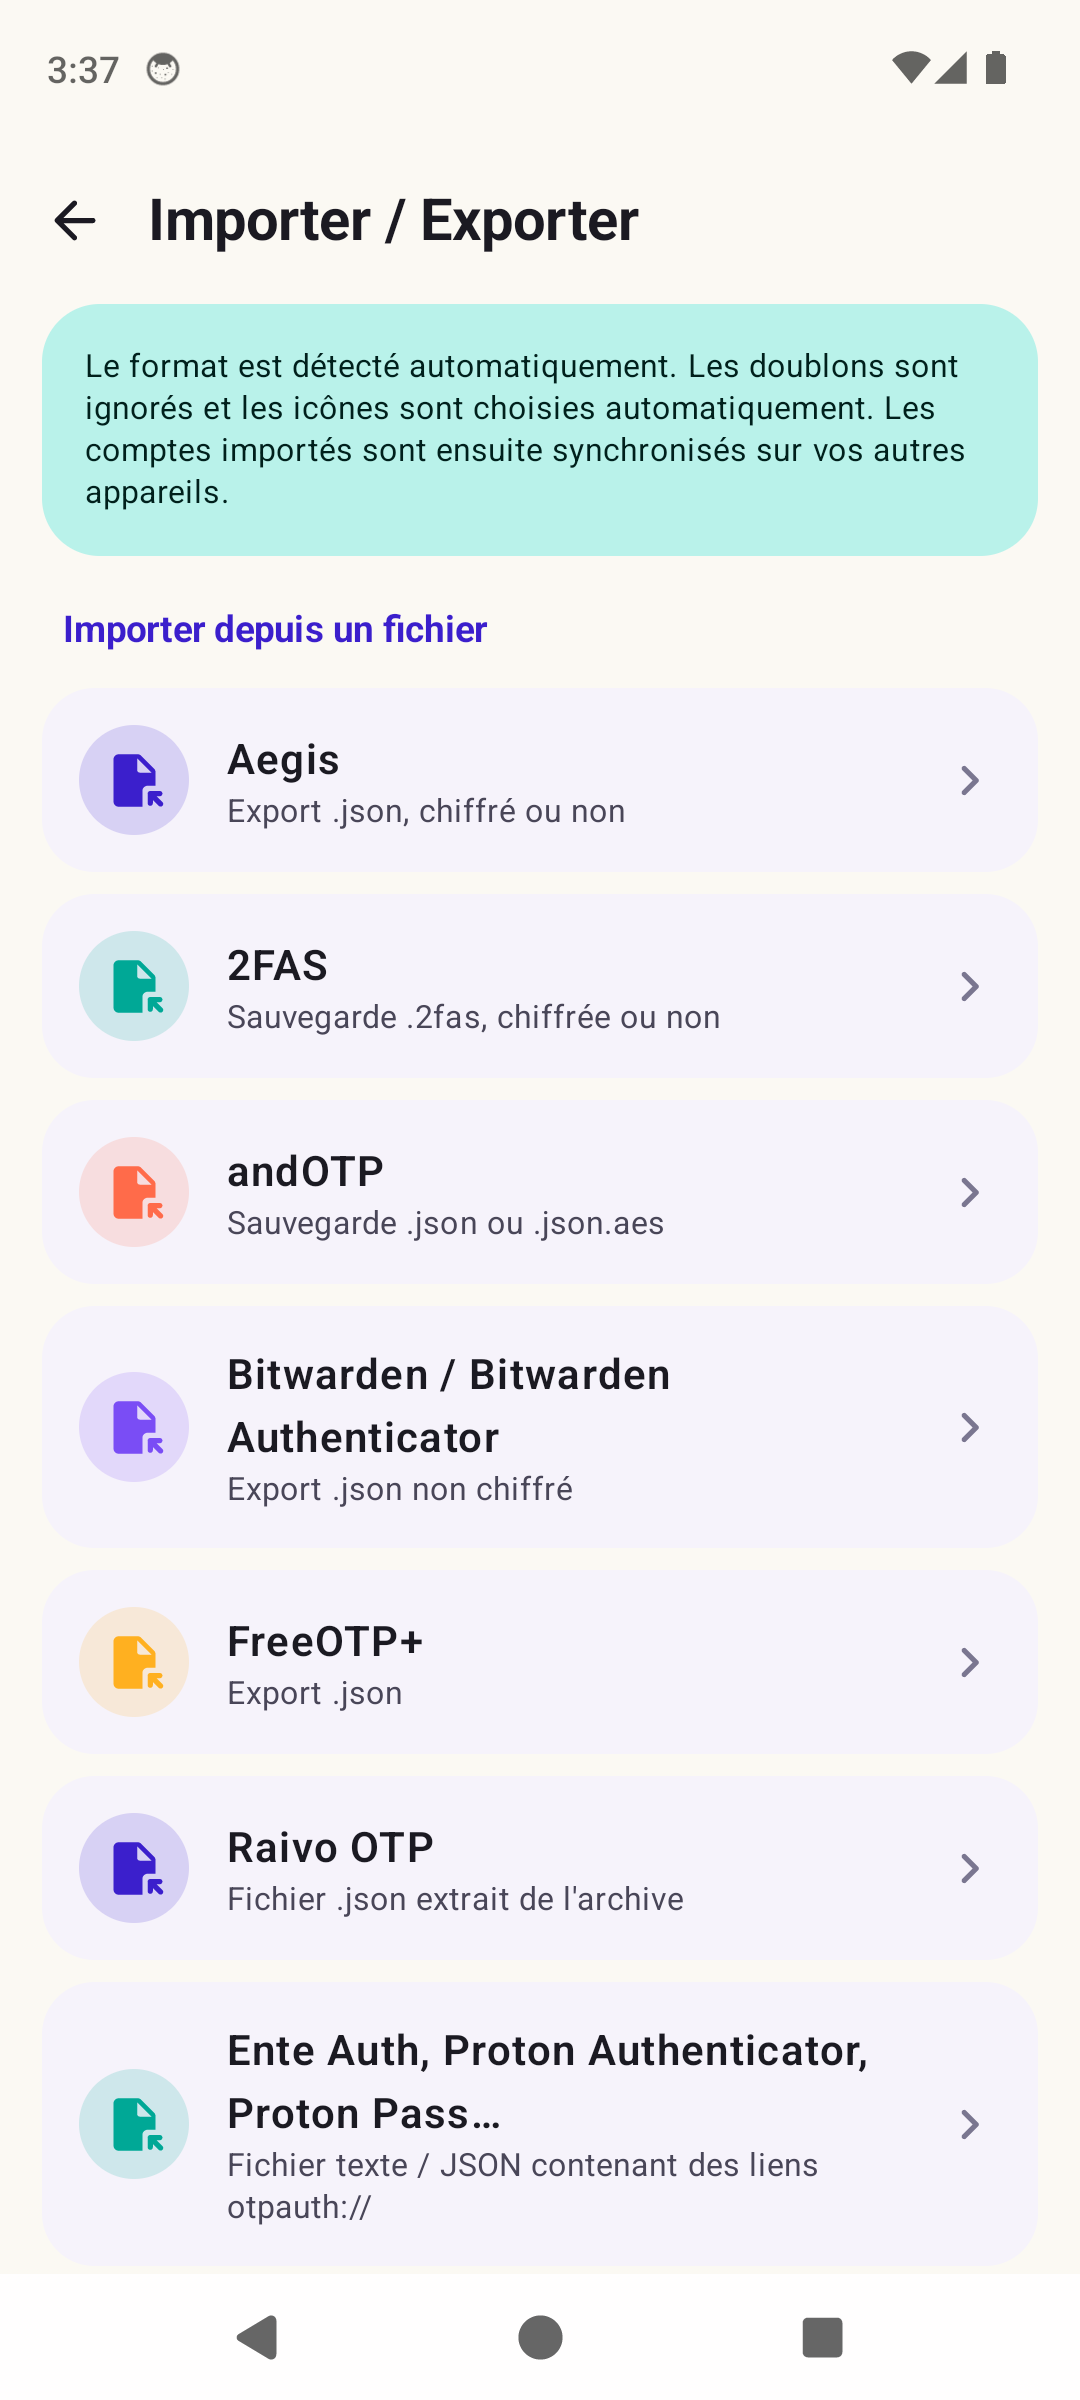 3:37
Importer / Exporter
Le format est détecté automatiquement. Les doublons sont
ignorés et les icônes sont choisies automatiquement. Les
comptes importés sont ensuite synchronisés sur vos autres
appareils.
Importer depuis un fichier
Aegis
Export .json, chiffré ou non
2FAS
Sauvegarde .2fas, chiffrée ou non
andOTP
Sauvegarde .json ou .json.aes
Bitwarden / Bitwarden
Authenticator
Export .json non chiffré
FreeOTP+
Export .json
Raivo OTP
Fichier .json extrait de l'archive
Ente Auth, Proton Authenticator,
Proton Pass…
Fichier texte / JSON contenant des liens
otpauth://